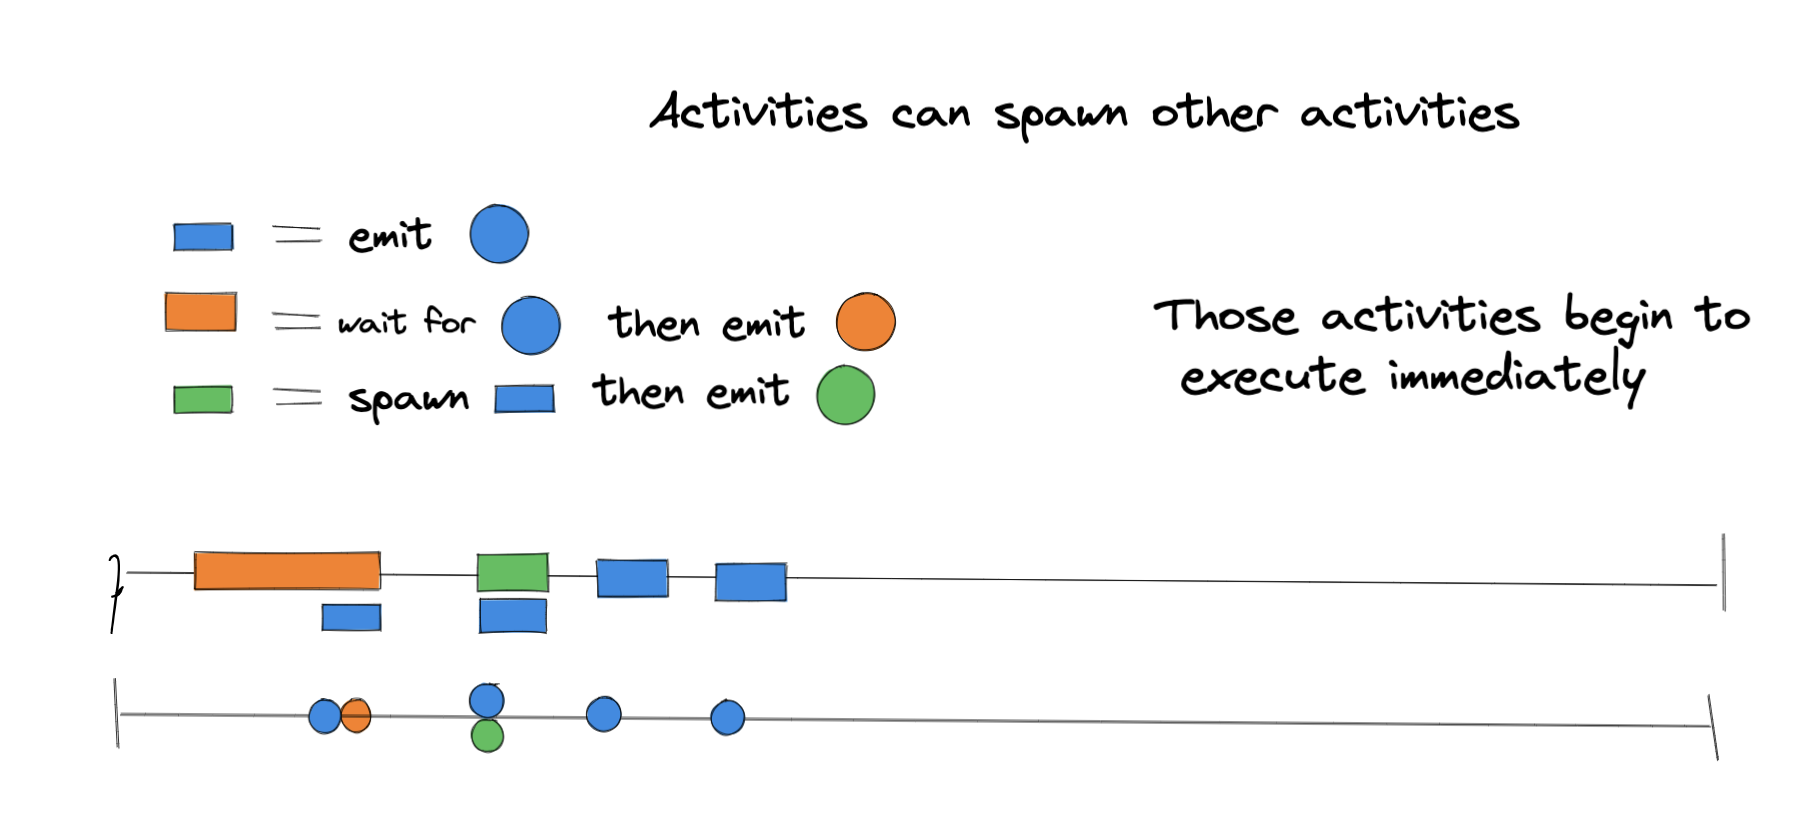 Activities can spawn other activities
= emit
= wait for then emit
= spawn then emit
Those activities begin to
execute immediately